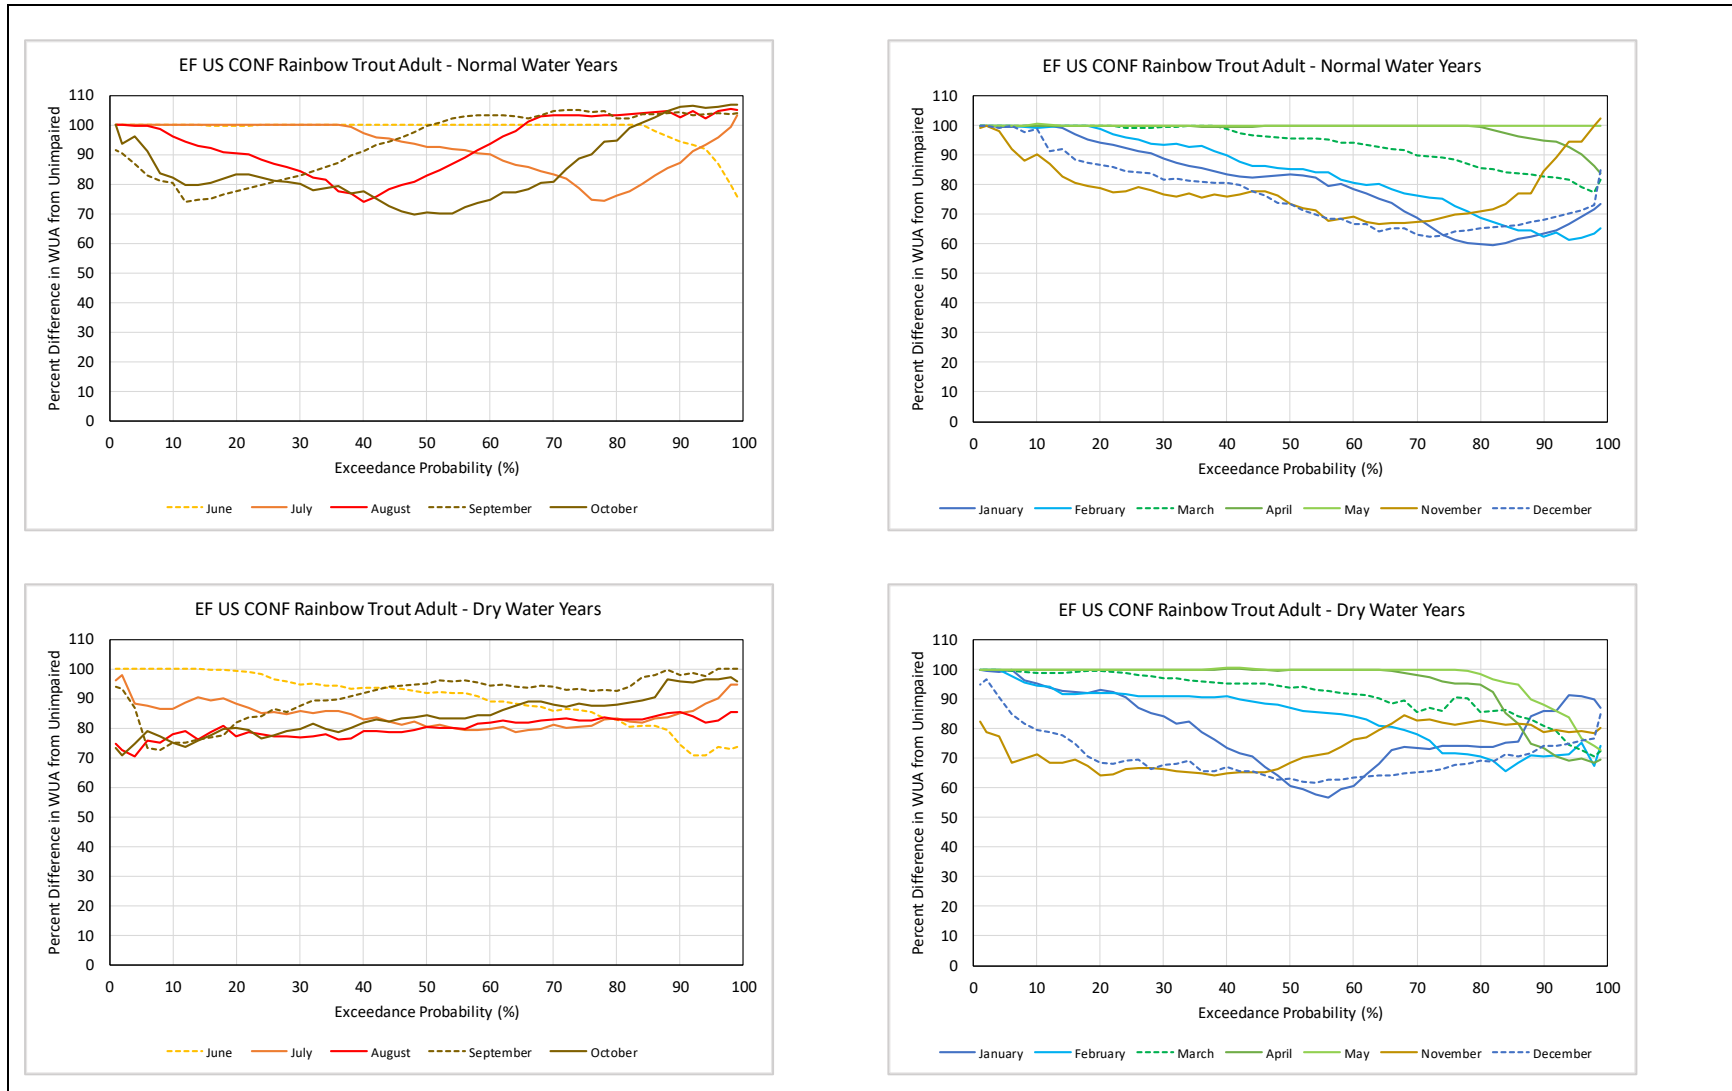 EF US CONF Rainbow Trout Adult - Normal Water Years
Percent Difference in WUA from Unimpaired
110
100
90
80
70
60
50
40
30
20
10
0
0 10 20 30 40 50 60 70 80 90 100
Exceedance Probability (%)
June July August September October
EF US CONF Rainbow Trout Adult - Normal Water Years
Percent Difference in WUA from Unimpaired
110
100
90
80
70
60
50
40
30
20
10
0
0 10 20 30 40 50 60 70 80 90 100
Exceedance Probability (%)
January February March April May November December
EF US CONF Rainbow Trout Adult - Dry Water Years
Percent Difference in WUA from Unimpaired
110
100
90
80
70
60
50
40
30
20
10
0
0 10 20 30 40 50 60 70 80 90 100
Exceedance Probability (%)
June July August September October
EF US CONF Rainbow Trout Adult - Dry Water Years
Percent Difference in WUA from Unimpaired
110
100
90
80
70
60
50
40
30
20
10
0
0 10 20 30 40 50 60 70 80 90 100
Exceedance Probability (%)
January February March April May November December